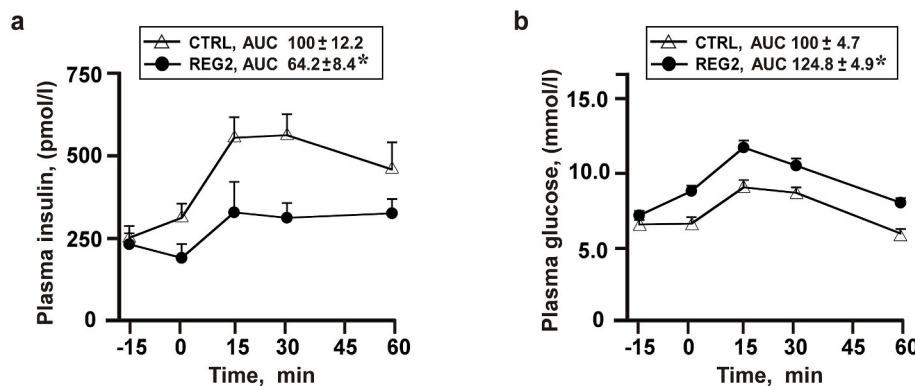 a
CTRL, AUC 100±12.2
REG2, AUC 64.2±8.4*
Plasma insulin, (pmol/l)
750
500
250
0
-15 0 15 30 45 60
Time, min
b
CTRL, AUC 100±4.7
REG2, AUC 124.8±4.9*
Plasma glucose, (mmol/l)
15.0
10.0
5.0
0
-15 0 15 30 45 60
Time, min